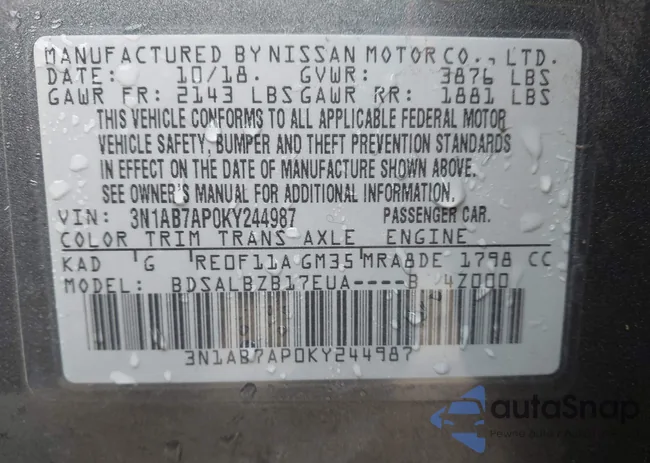 MANUFACTURED BY NISSAN MOTOR CO., LTD.
DATE: 10/18. GVWR: 3876 LBS
GAWR FR: 2143 LBS GAWR RR: 1881 LBS
THIS VEHICLE CONFORMS TO ALL APPLICABLE FEDERAL MOTOR
VEHICLE SAFETY, BUMPER AND THEFT PREVENTION STANDARDS
IN EFFECT ON THE DATE OF MANUFACTURE SHOWN ABOVE.
SEE OWNER'S MANUAL FOR ADDITIONAL INFORMATION.
VIN: 3N1AB7AP0KY244987 PASSENGER CAR.
COLOR TRIM TRANS AXLE ENGINE
KAD G RE0F11A GM35 MRA8DE 1798 CC
MODEL: BDSALBZB17EUA----B 4Z000
3N1AB7AP0KY244987
autoSnap